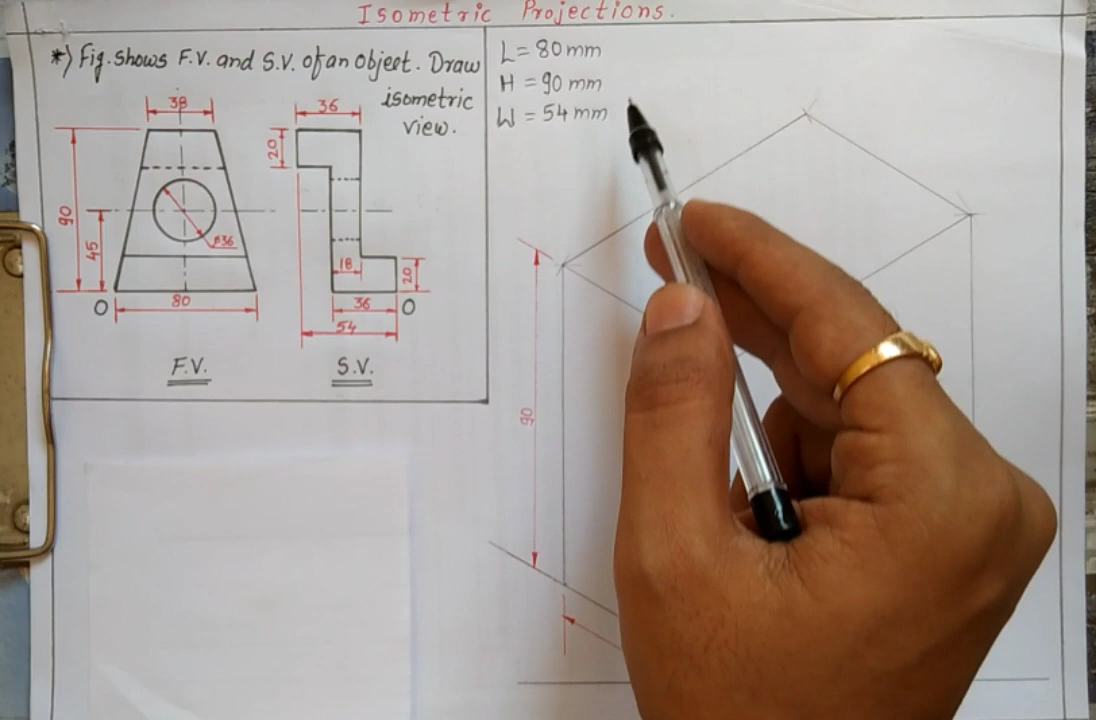 Isometric Projections.
*) Fig. shows F.V. and S.V. of an object. Draw
isometric
view.
L = 80 mm
H = 90 mm
W = 54 mm
38
36
20
90
45
ø36
18
20
O
80
36
O
54
F.V.
S.V.
90